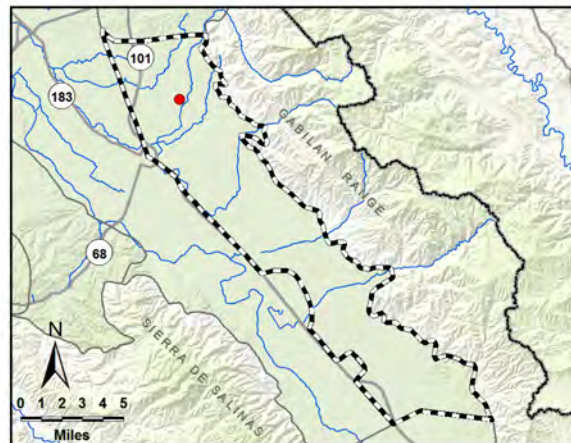 101
183
GABILAN RANGE
68
SIERRA DE SALINAS
N
0 1 2 3 4 5
Miles